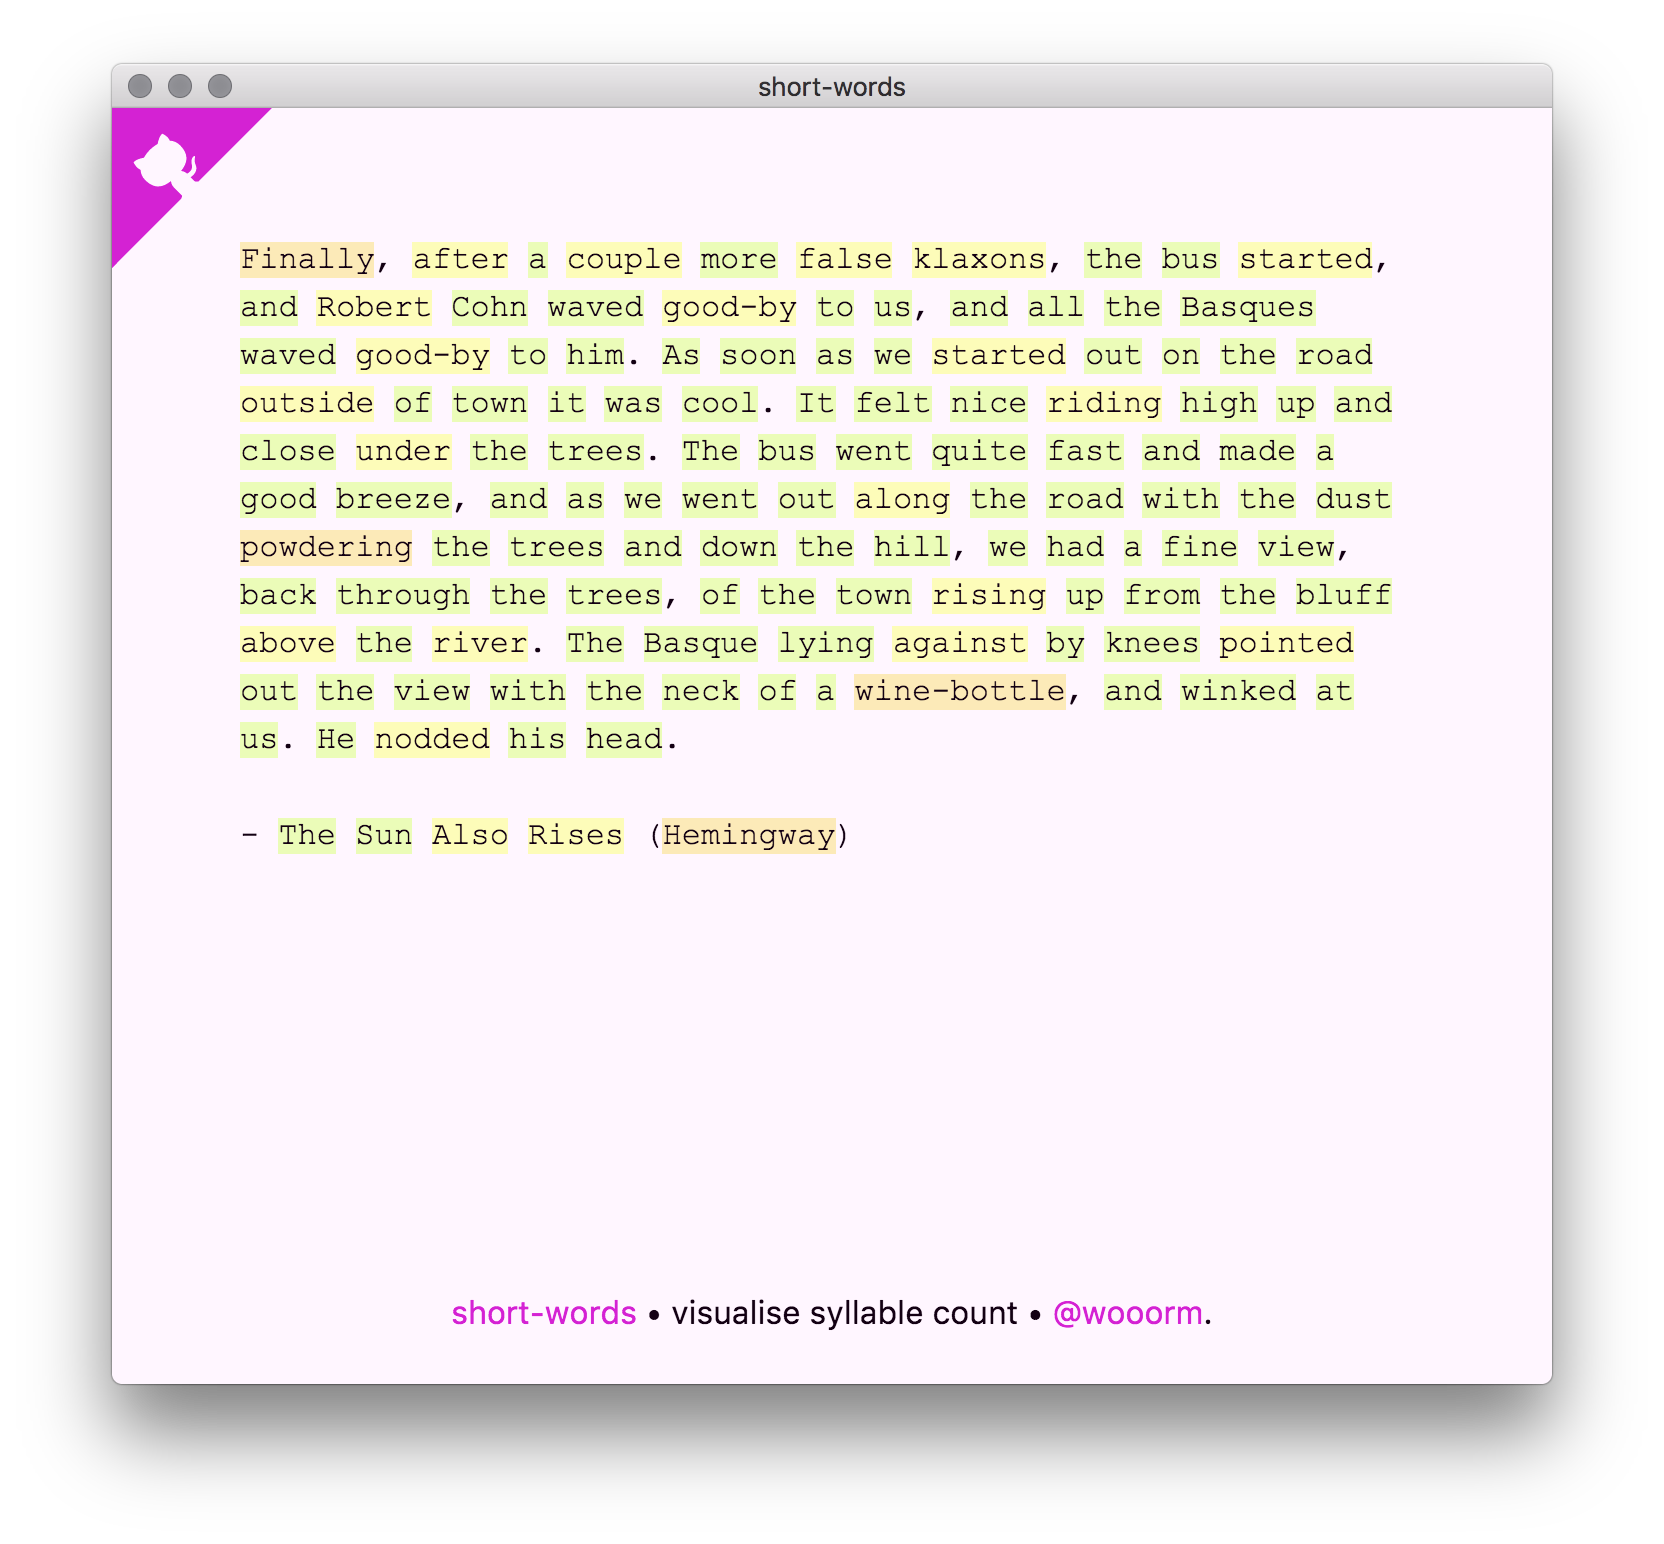 short-words
Finally, after a couple more false klaxons, the bus started,
and Robert Cohn waved good-by to us, and all the Basques
waved good-by to him. As soon as we started out on the road
outside of town it was cool. It felt nice riding high up and
close under the trees. The bus went quite fast and made a
good breeze, and as we went out along the road with the dust
powdering the trees and down the hill, we had a fine view,
back through the trees, of the town rising up from the bluff
above the river. The Basque lying against by knees pointed
out the view with the neck of a wine-bottle, and winked at
us. He nodded his head.
- The Sun Also Rises (Hemingway)
short-words • visualise syllable count • @wooorm.